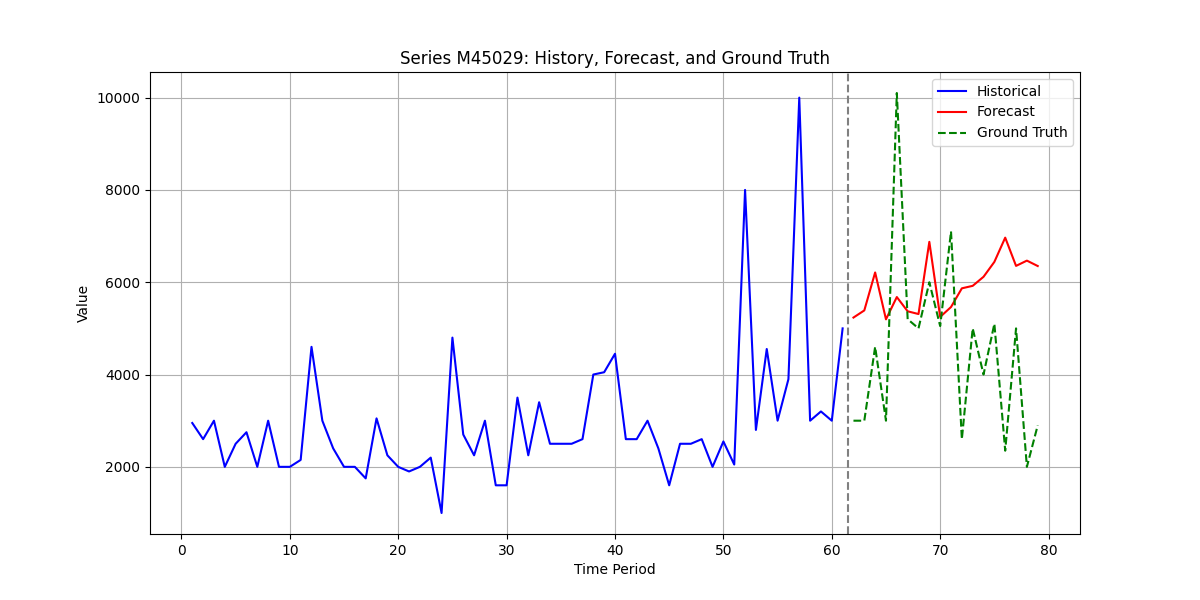 Series M45029: History, Forecast, and Ground Truth
Historical
Forecast
Ground Truth
Value
10000
8000
6000
4000
2000
0 10 20 30 40 50 60 70 80
Time Period